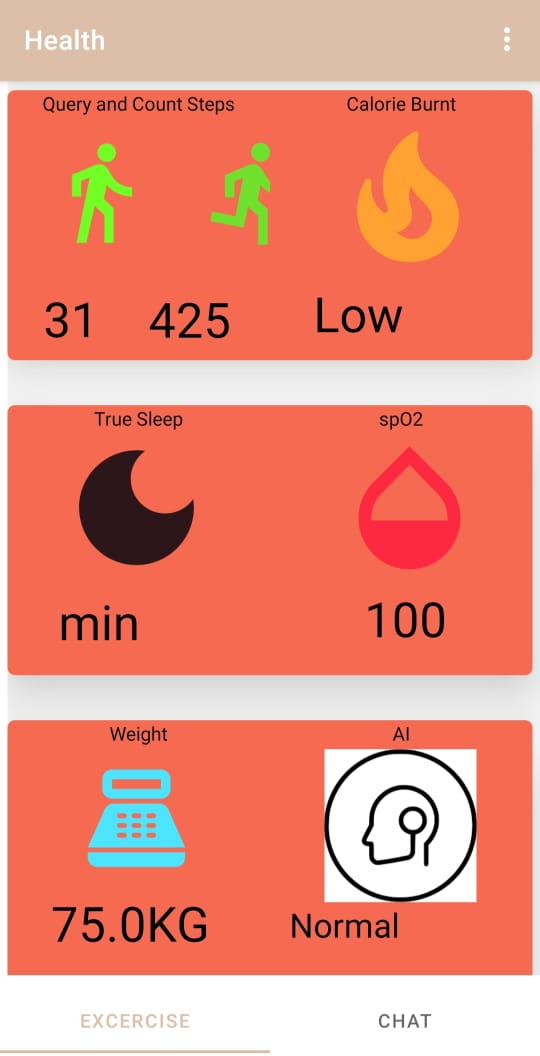 Health
Query and Count Steps
Calorie Burnt
31
425
Low
True Sleep
spO2
min
100
Weight
AI
75.0KG
Normal
EXCERCISE
CHAT